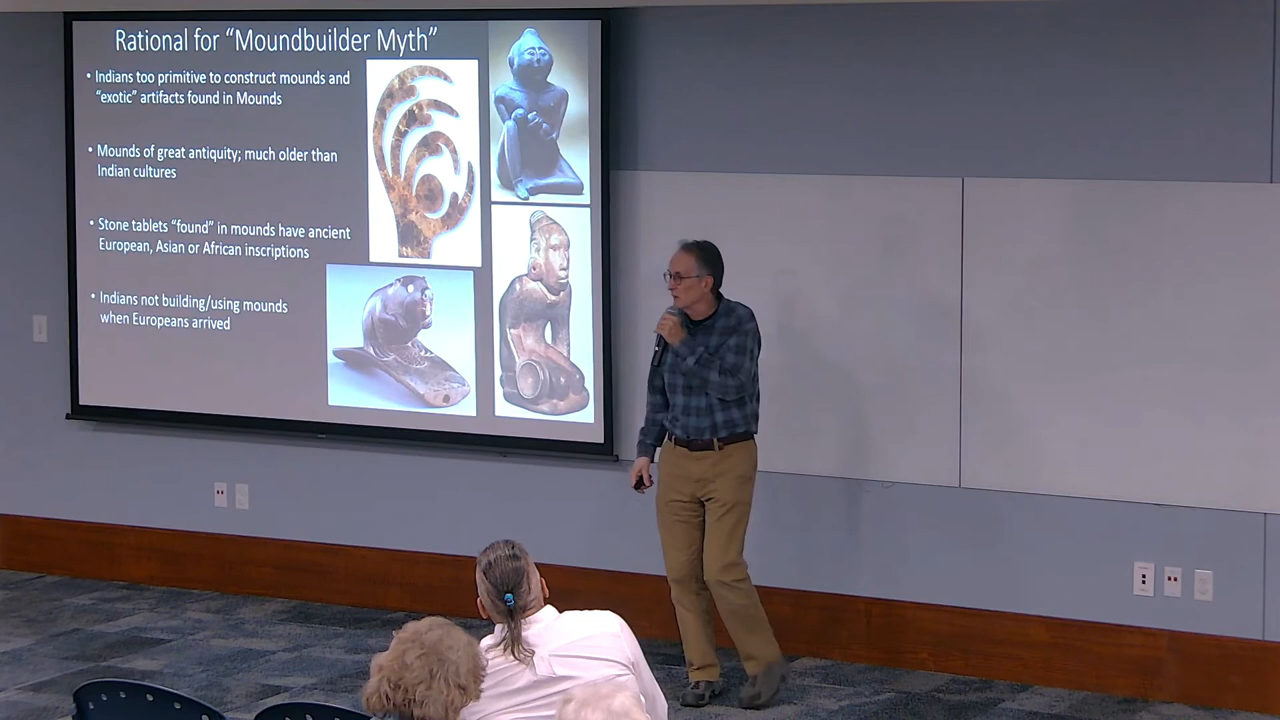 Rational for “Moundbuilder Myth”
• Indians too primitive to construct mounds and
“exotic” artifacts found in Mounds
• Mounds of great antiquity; much older than
Indian cultures
• Stone tablets “found” in mounds have ancient
European, Asian or African inscriptions
• Indians not building/using mounds
when Europeans arrived